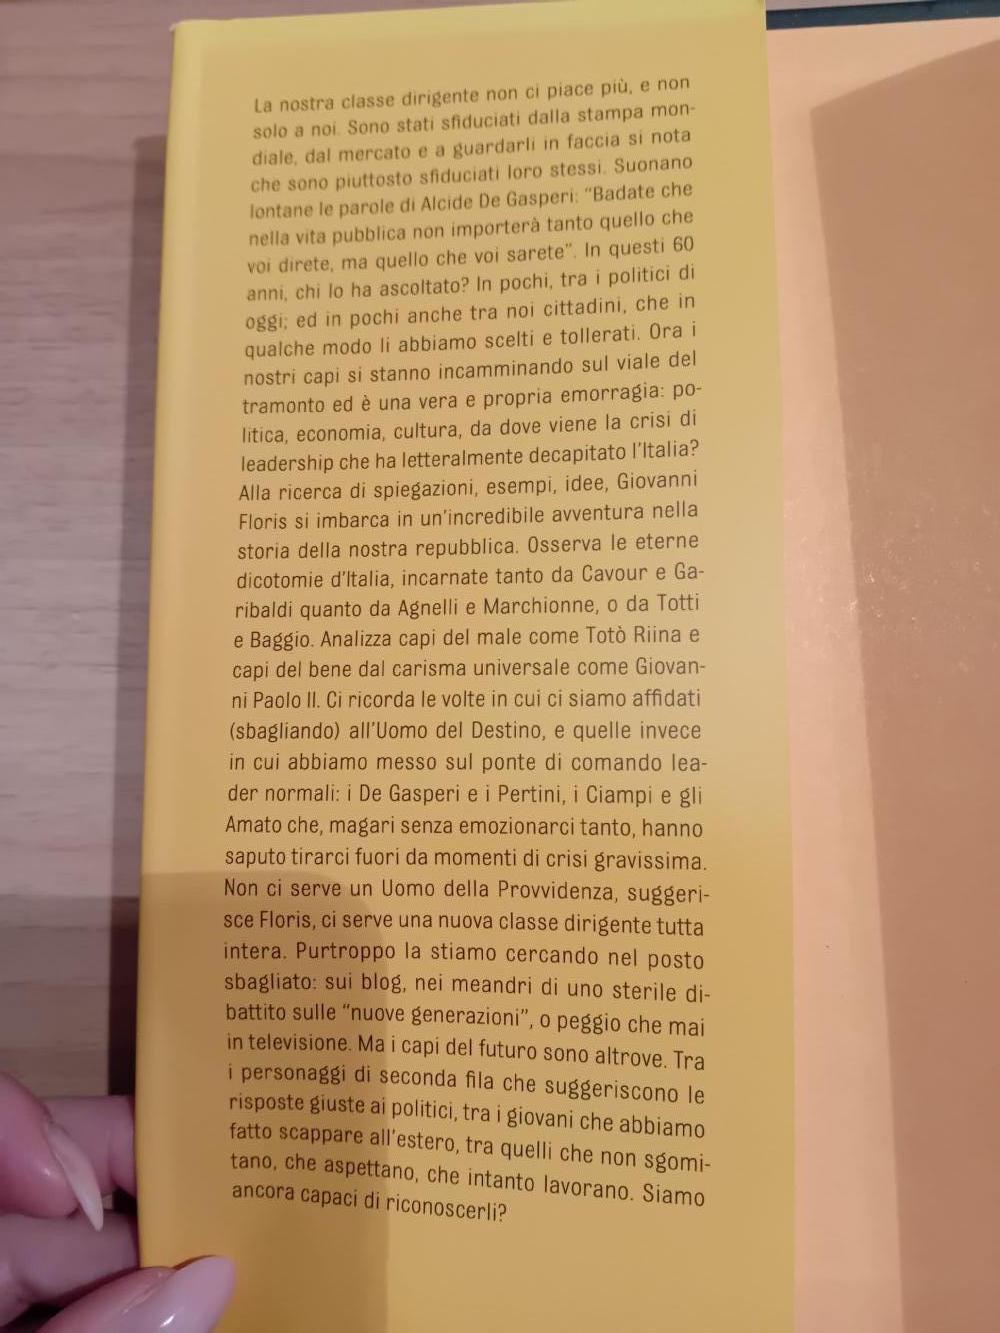 La nostra classe dirigente non ci piace più, e non
solo a noi. Sono stati sfiduciati dalla stampa mon-
diale, dal mercato e a guardarli in faccia si nota
che sono piuttosto sfiduciati loro stessi. Suonano
lontane le parole di Alcide De Gasperi: "Badate che
nella vita pubblica non importerà tanto quello che
voi direte, ma quello che voi sarete". In questi 60
anni, chi lo ha ascoltato? In pochi, tra i politici di
oggi; ed in pochi anche tra noi cittadini, che in
qualche modo li abbiamo scelti e tollerati. Ora i
nostri capi si stanno incamminando sul viale del
tramonto ed è una vera e propria emorragia: po-
litica, economia, cultura, da dove viene la crisi di
leadership che ha letteralmente decapitato l'Italia?
Alla ricerca di spiegazioni, esempi, idee, Giovanni
Floris si imbarca in un'incredibile avventura nella
storia della nostra repubblica. Osserva le eterne
dicotomie d'Italia, incarnate tanto da Cavour e Ga-
ribaldi quanto da Agnelli e Marchionne, o da Totti
e Baggio. Analizza capi del male come Totò Riina e
capi del bene dal carisma universale come Giovan-
ni Paolo II. Ci ricorda le volte in cui ci siamo affidati
(sbagliando) all'Uomo del Destino, e quelle invece
in cui abbiamo messo sul ponte di comando lea-
der normali: i De Gasperi e i Pertini, i Ciampi e gli
Amato che, magari senza emozionarci tanto, hanno
saputo tirarci fuori da momenti di crisi gravissima.
Non ci serve un Uomo della Provvidenza, suggeri-
sce Floris, ci serve una nuova classe dirigente tutta
intera. Purtroppo la stiamo cercando nel posto
sbagliato: sui blog, nei meandri di uno sterile di-
battito sulle "nuove generazioni", o peggio che mai
in televisione. Ma i capi del futuro sono altrove. Tra
i personaggi di seconda fila che suggeriscono le
risposte giuste ai politici, tra i giovani che abbiamo
fatto scappare all'estero, tra quelli che non sgomi-
tano, che aspettano, che intanto lavorano. Siamo
ancora capaci di riconoscerli?